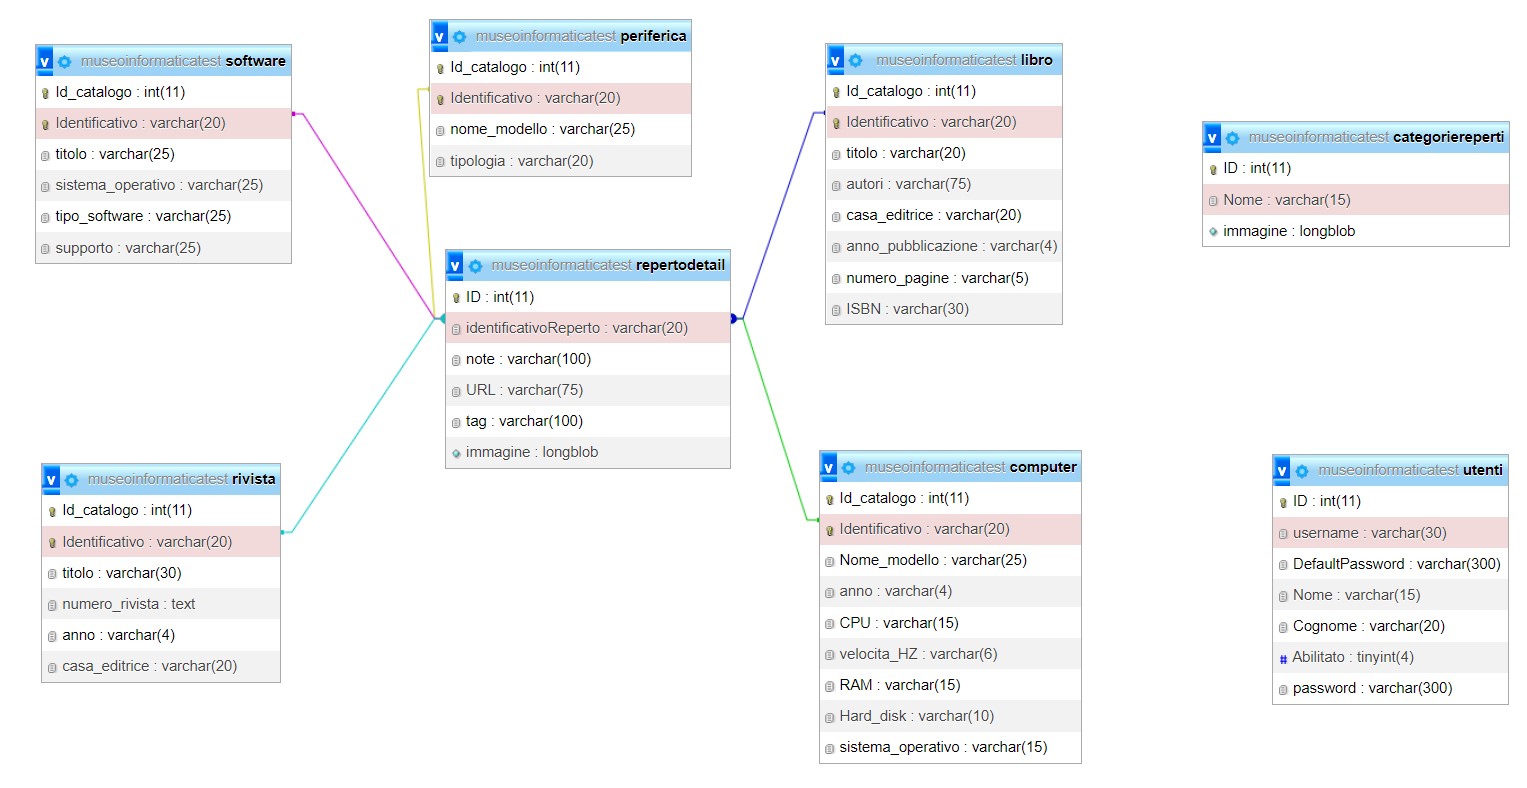 museoinformaticatest software
Id_catalogo : int(11)
Identificativo : varchar(20)
titolo : varchar(25)
sistema_operativo : varchar(25)
tipo_software : varchar(25)
supporto : varchar(25)
museoinformaticatest periferica
Id_catalogo : int(11)
Identificativo : varchar(20)
nome_modello : varchar(25)
tipologia : varchar(20)
museoinformaticatest libro
Id_catalogo : int(11)
Identificativo : varchar(20)
titolo : varchar(20)
autori : varchar(75)
casa_editrice : varchar(20)
anno_pubblicazione : varchar(4)
numero_pagine : varchar(5)
ISBN : varchar(30)
museoinformaticatest categoriereperti
ID : int(11)
Nome : varchar(15)
immagine : longblob
museoinformaticatest repertodetail
ID : int(11)
identificativoReperto : varchar(20)
note : varchar(100)
URL : varchar(75)
tag : varchar(100)
immagine : longblob
museoinformaticatest rivista
Id_catalogo : int(11)
Identificativo : varchar(20)
titolo : varchar(30)
numero_rivista : text
anno : varchar(4)
casa_editrice : varchar(20)
museoinformaticatest computer
Id_catalogo : int(11)
Identificativo : varchar(20)
Nome_modello : varchar(25)
anno : varchar(4)
CPU : varchar(15)
velocita_HZ : varchar(6)
RAM : varchar(15)
Hard_disk : varchar(10)
sistema_operativo : varchar(15)
museoinformaticatest utenti
ID : int(11)
username : varchar(30)
DefaultPassword : varchar(300)
Nome : varchar(15)
Cognome : varchar(20)
# Abilitato : tinyint(4)
password : varchar(300)